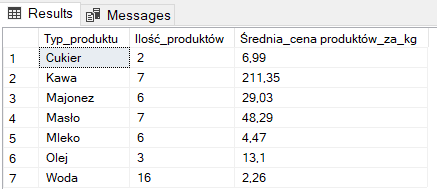 Results Messages
Typ_produktu Ilość_produktów Średnia_cena produktów_za_kg
1 Cukier 2 6,99
2 Kawa 7 211,35
3 Majonez 6 29,03
4 Masło 7 48,29
5 Mleko 6 4,47
6 Olej 3 13,1
7 Woda 16 2,26